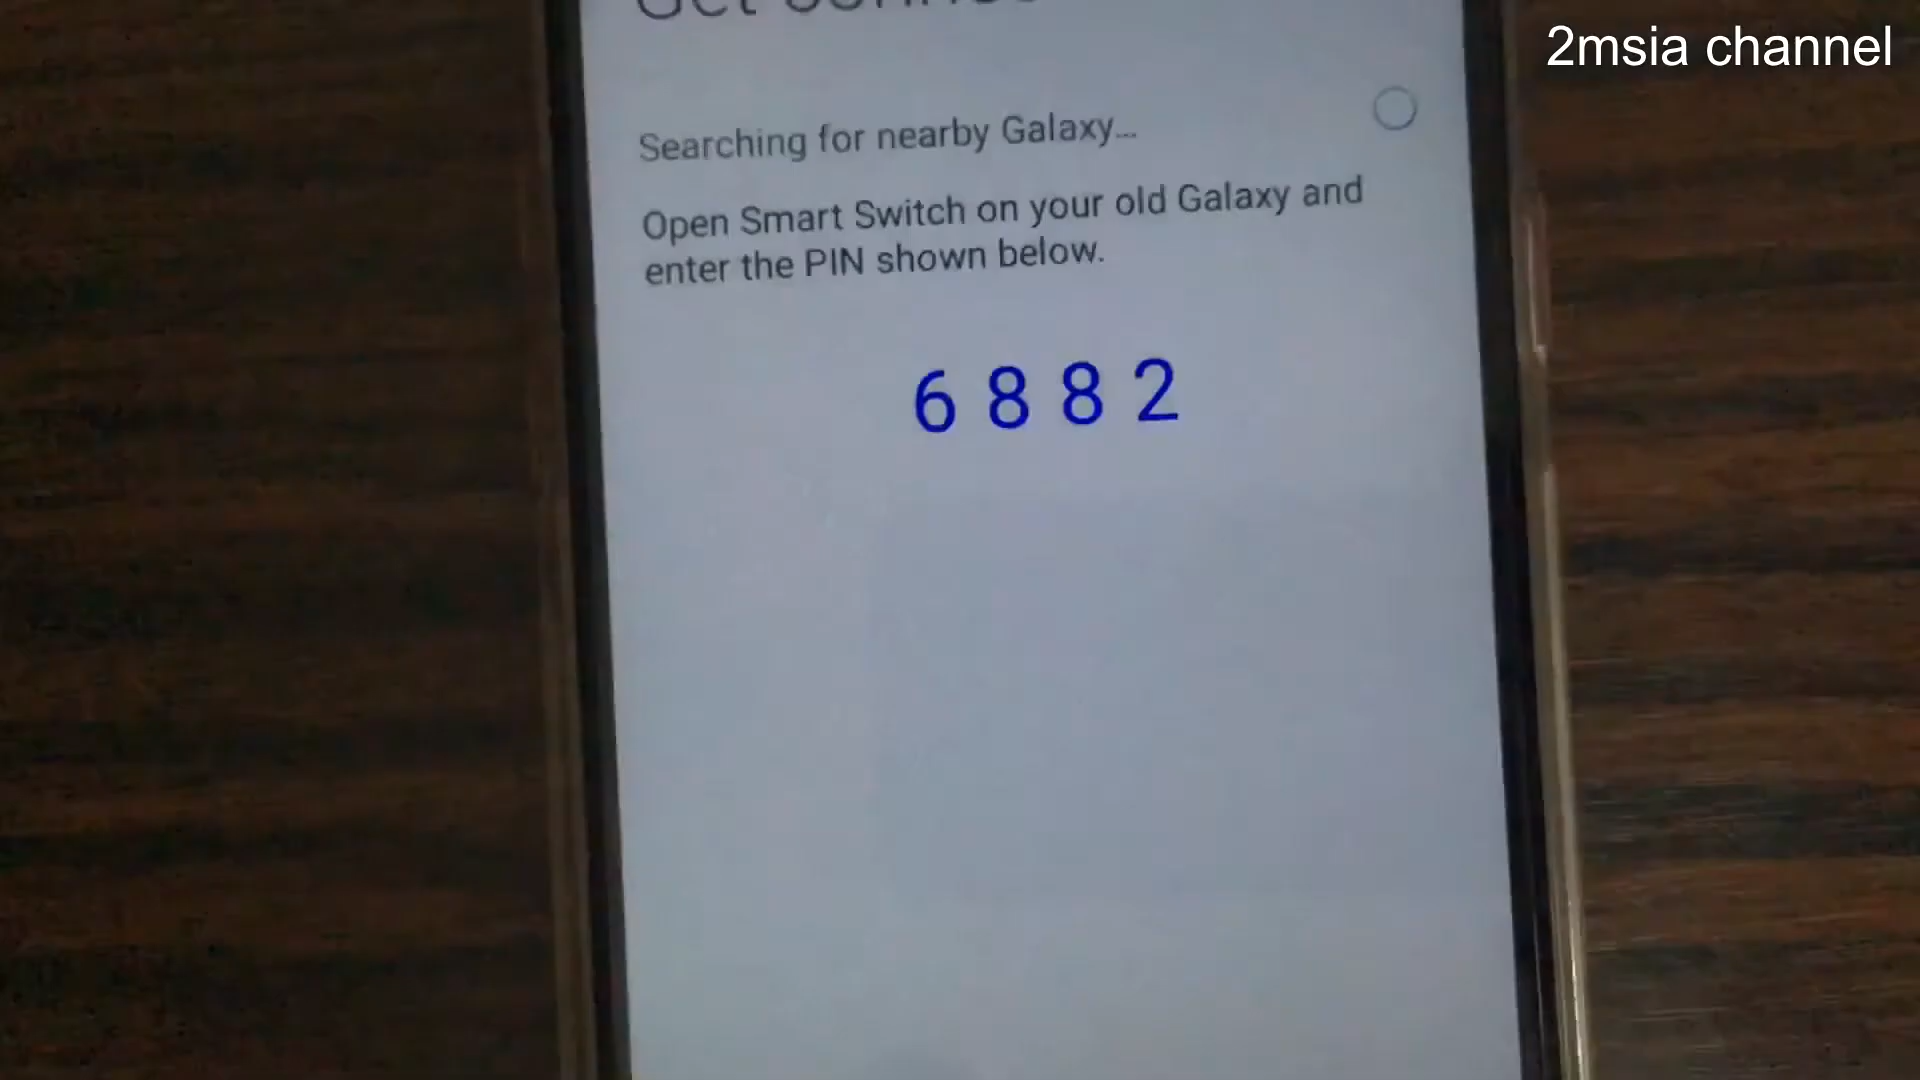 2msia channel
Get
Searching for nearby Galaxy...
Open Smart Switch on your old Galaxy and
enter the PIN shown below.
6 8 8 2